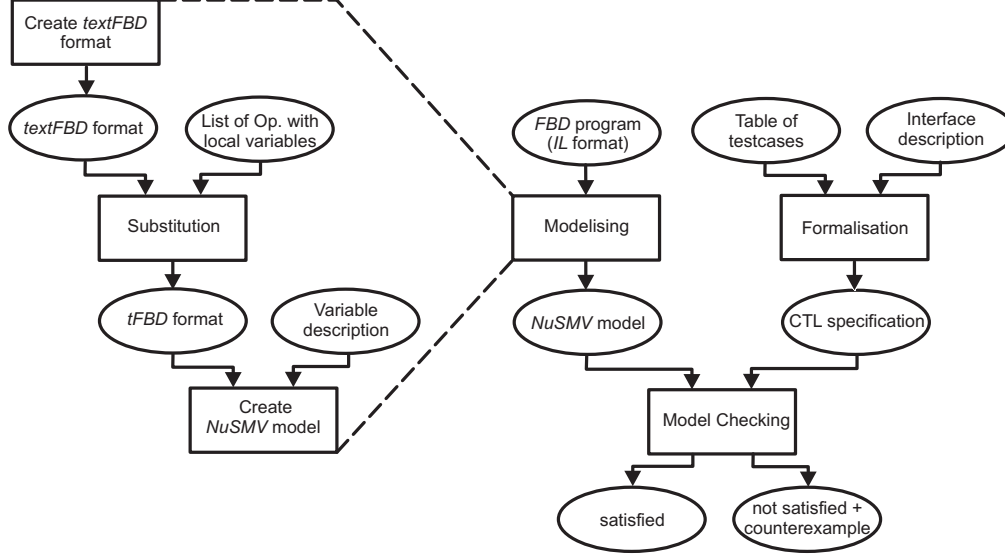 Create textFBD
format
textFBD format
List of Op. with
local variables
Substitution
tFBD format
Variable
description
Create
NuSMV model
FBD program
(IL format)
Table of
testcases
Interface
description
Modelising
Formalisation
NuSMV model
CTL specification
Model Checking
satisfied
not satisfied +
counterexample